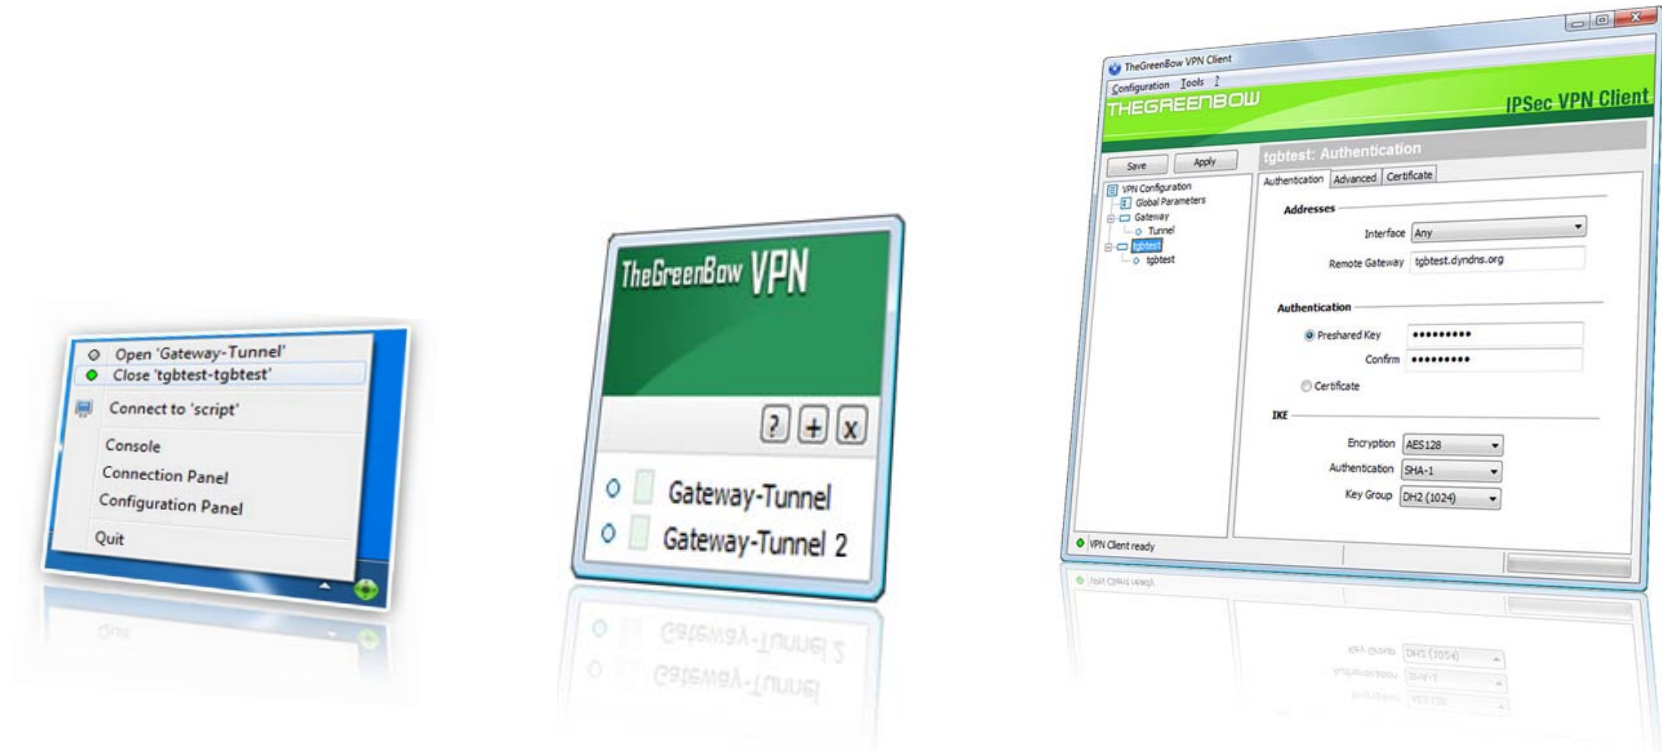 Open 'Gateway-Tunnel'
Close 'tgbtest-tgbtest'
Connect to 'script'
Console
Connection Panel
Configuration Panel
Quit
TheGreenBow VPN
? + x
Gateway-Tunnel
Gateway-Tunnel 2
TheGreenBow VPN Client
Configuration Tools ?
THEGREENBOW
IPSec VPN Client
Save Apply
VPN Configuration
Global Parameters
Gateway
Tunnel
tgbtest
tgbtest
tgbtest: Authentication
Authentication Advanced Certificate
Addresses
Interface Any
Remote Gateway tgbtest.dyndns.org
Authentication
Preshared Key •••••••••
Confirm •••••••••
Certificate
IKE
Encryption AES128
Authentication SHA-1
Key Group DH2 (1024)
VPN Client ready